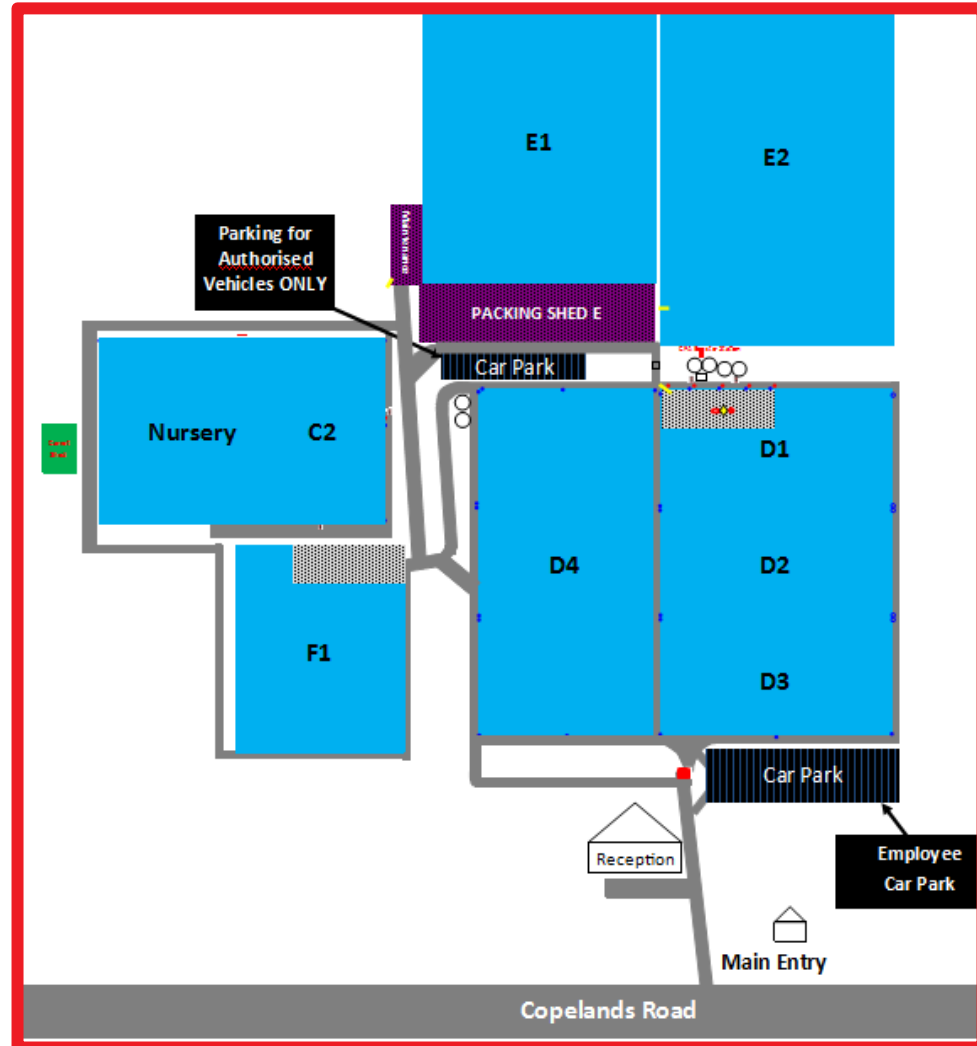 E1
E2
Parking for
Authorised
Vehicles ONLY
PACKING SHED E
Car Park
Nursery
C2
D1
D4
D2
F1
D3
Car Park
Reception
Employee
Car Park
Main Entry
Copelands Road